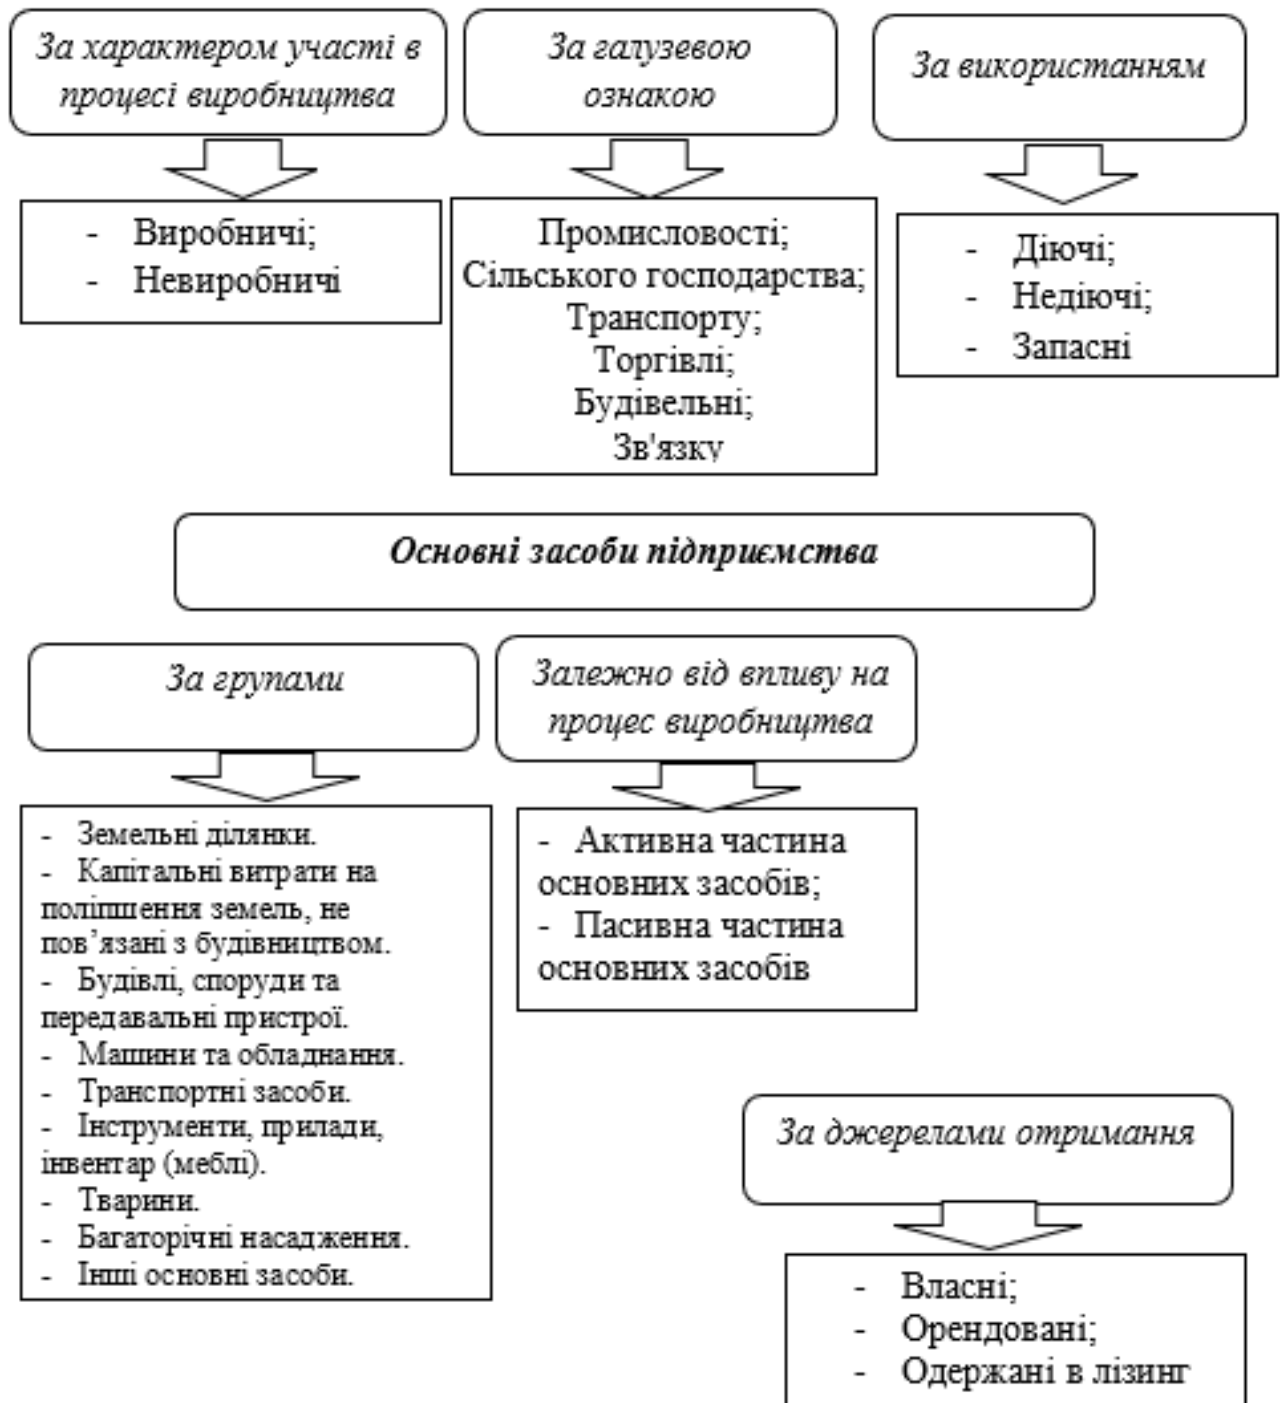 За характером участі в
процесі виробництва
За галузевою
ознакою
За використанням
- Виробничі;
- Невиробничі
Промисловості;
Сільського господарства;
Транспорту;
Торгівлі;
Будівельні;
Зв'язку
- Діючі;
- Недіючі;
- Запасні
Основні засоби підприємства
За групами
Залежно від впливу на
процес виробництва
- Земельні ділянки.
- Капітальні витрати на
поліпшення земель, не
пов’язані з будівництвом.
- Будівлі, споруди та
передавальні пристрої.
- Машини та обладнання.
- Транспортні засоби.
- Інструменти, прилади,
інвентар (меблі).
- Тварини.
- Багаторічні насадження.
- Інші основні засоби.
- Активна частина
основних засобів;
- Пасивна частина
основних засобів
За джерелами отримання
- Власні;
- Орендовані;
- Одержані в лізинг